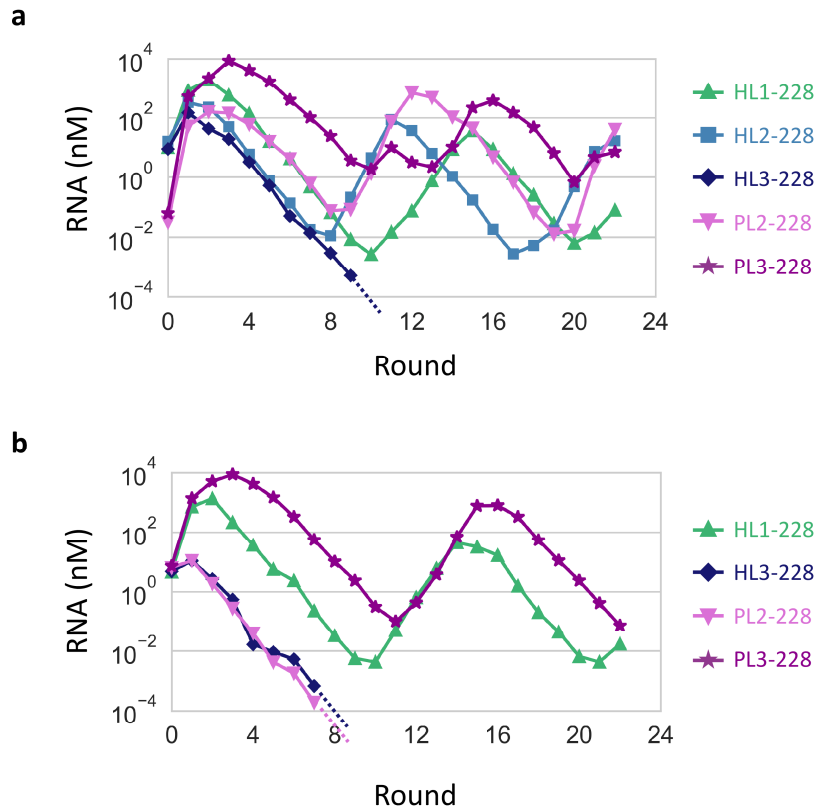 a
RNA (nM)
10^4
10^2
10^0
10^−2
10^−4
0 4 8 12 16 20 24
Round
HL1-228
HL2-228
HL3-228
PL2-228
PL3-228
b
RNA (nM)
10^4
10^2
10^0
10^−2
10^−4
0 4 8 12 16 20 24
Round
HL1-228
HL3-228
PL2-228
PL3-228